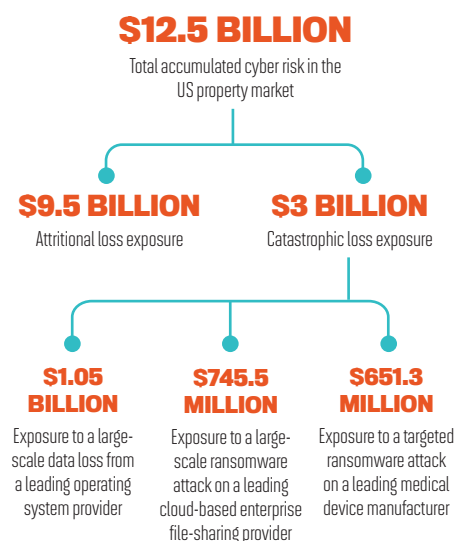 $12.5 BILLION
Total accumulated cyber risk in the
US property market
$9.5 BILLION
Attritional loss exposure
$3 BILLION
Catastrophic loss exposure
$1.05
BILLION
Exposure to a large-
scale data loss from
a leading operating
system provider
$745.5
MILLION
Exposure to a large-
scale ransomware
attack on a leading
cloud-based enterprise
file-sharing provider
$651.3
MILLION
Exposure to a targeted
ransomware attack
on a leading medical
device manufacturer